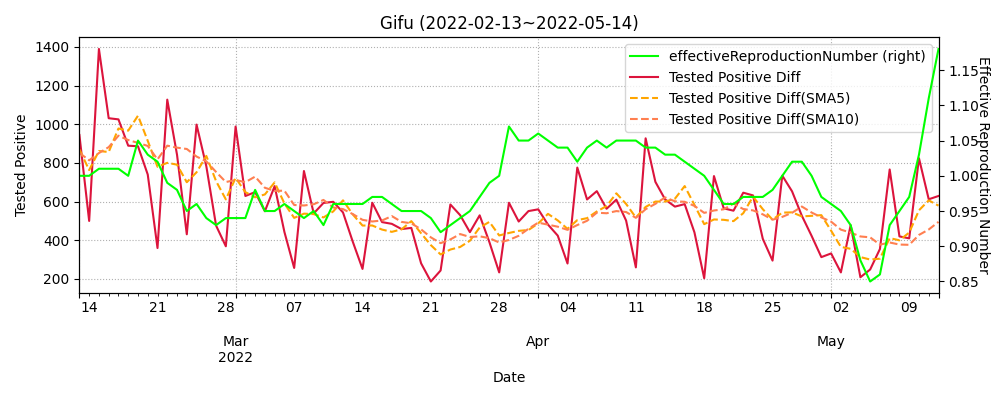 Gifu (2022-02-13~2022-05-14)
effectiveReproductionNumber (right)
Tested Positive Diff
Tested Positive Diff(SMA5)
Tested Positive Diff(SMA10)
Tested Positive
1400
1200
1000
800
600
400
200
Effective Reproduction Number
1.15
1.10
1.05
1.00
0.95
0.90
0.85
14 21 28 07 14 21 28 04 11 18 25 02 09
Mar Apr May
2022
Date